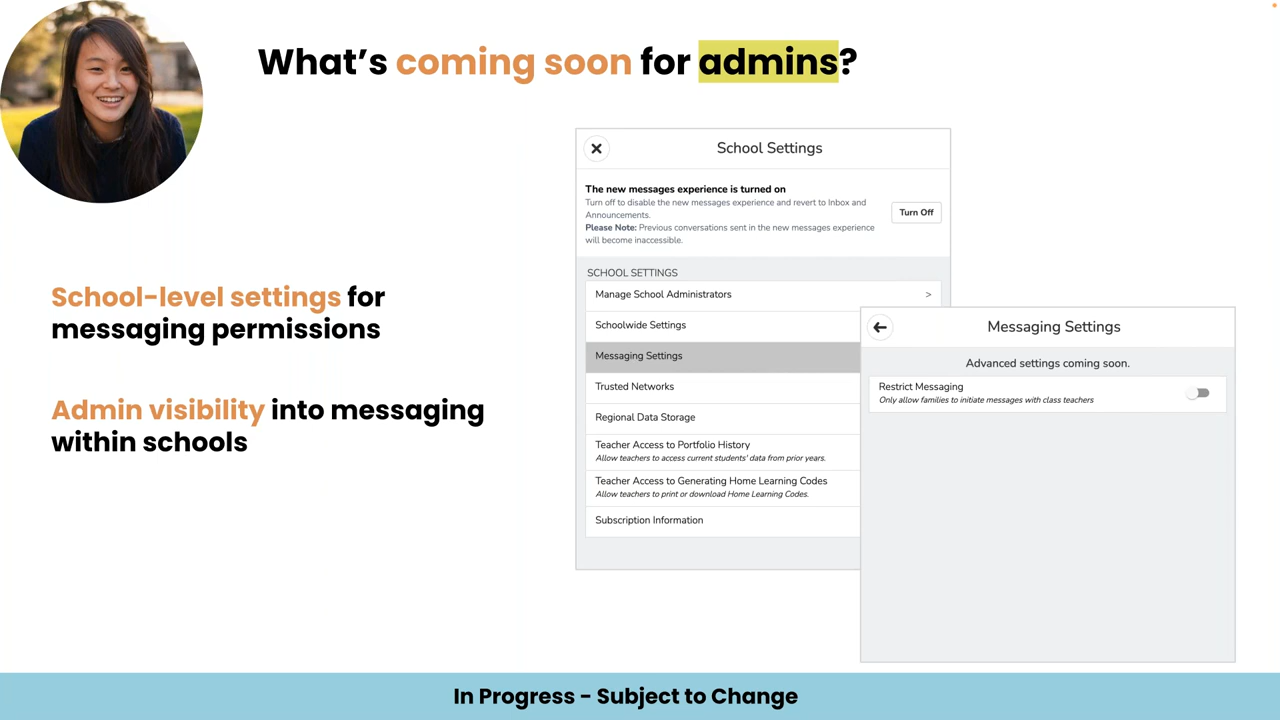 What's coming soon for admins?
School-level settings for
messaging permissions
Admin visibility into messaging
within schools
School Settings
The new messages experience is turned on
Turn off to disable the new messages experience and revert to Inbox and
Announcements.
Please Note: Previous conversations sent in the new messages experience
will become inaccessible.
Turn Off
SCHOOL SETTINGS
Manage School Administrators >
Schoolwide Settings
Messaging Settings
Trusted Networks
Regional Data Storage
Teacher Access to Portfolio History
Allow teachers to access current students' data from prior years.
Teacher Access to Generating Home Learning Codes
Allow teachers to print or download Home Learning Codes.
Subscription Information
Messaging Settings
Advanced settings coming soon.
Restrict Messaging
Only allow families to initiate messages with class teachers
In Progress - Subject to Change